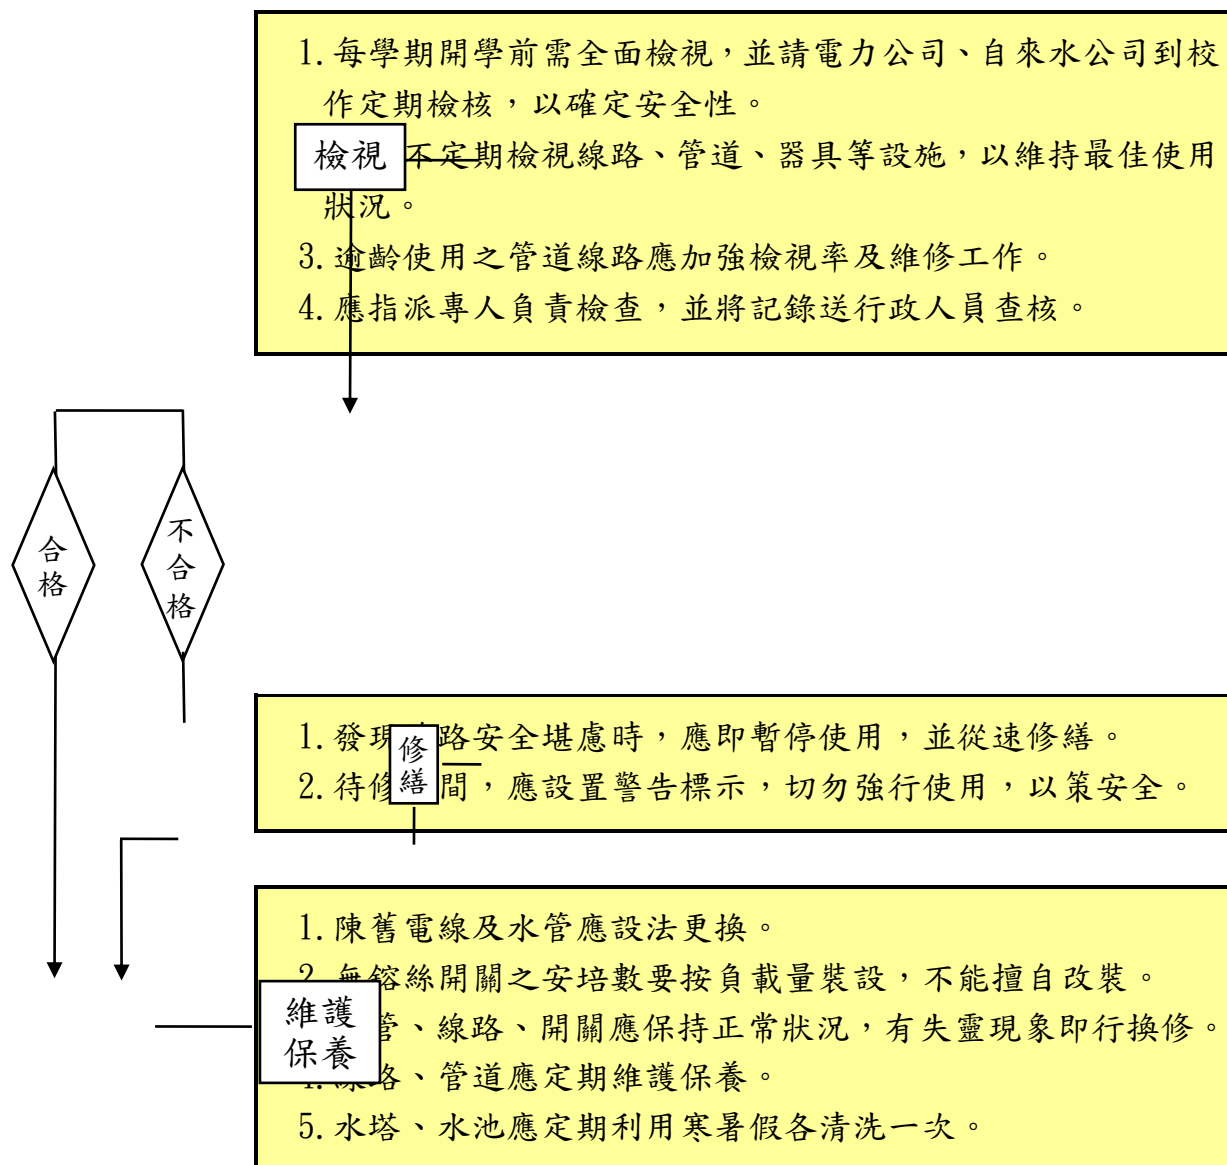 1.每學期開學前需全面檢視，並請電力公司、自來水公司到校
作定期檢核，以確定安全性。
檢視
不定期檢視線路、管道、器具等設施，以維持最佳使用
狀況。
3.逾齡使用之管道線路應加強檢視率及維修工作。
4.應指派專人負責檢查，並將記錄送行政人員查核。
合格
不合格
1.發現 路安全堪慮時，應即暫停使用，並從速修繕。
修繕
2.待修 間，應設置警告標示，切勿強行使用，以策安全。
1.陳舊電線及水管應設法更換。
2.無鎔絲開關之安培數要按負載量裝設，不能擅自改裝。
維護
保養
管、線路、開關應保持正常狀況，有失靈現象即行換修。
4.線路、管道應定期維護保養。
5.水塔、水池應定期利用寒暑假各清洗一次。